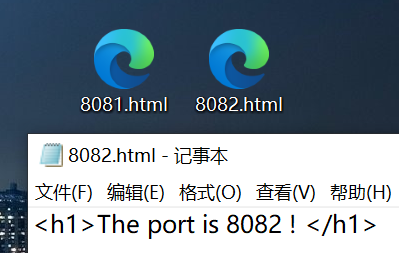 8081.html 8082.html
8082.html - 记事本
文件(F) 编辑(E) 格式(O) 查看(V) 帮助(H)
<h1>The port is 8082 ! </h1>